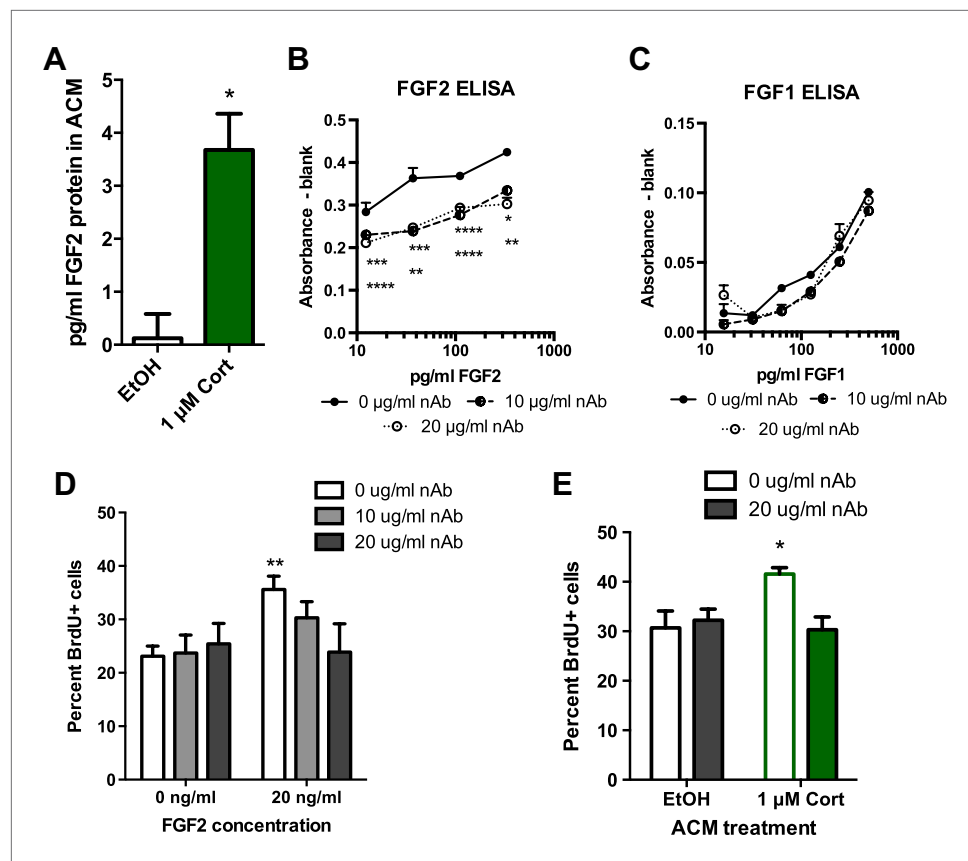 A
pg/ml FGF2 protein in ACM
5
4
3
2
1
0
*
EtOH
1 µM Cort
B
FGF2 ELISA
Absorbance - blank
0.5
0.4
0.3
0.2
0.1
0.0
***
****
***
**
****
****
*
**
10 100 1000
pg/ml FGF2
0 µg/ml nAb 10 µg/ml nAb
20 µg/ml nAb
C
FGF1 ELISA
Absorbance - blank
0.15
0.10
0.05
0.00
10 100 1000
pg/ml FGF1
0 ug/ml nAb 10 ug/ml nAb
20 ug/ml nAb
D
0 ug/ml nAb
10 ug/ml nAb
20 ug/ml nAb
Percent BrdU+ cells
50
40
30
20
10
0
**
0 ng/ml 20 ng/ml
FGF2 concentration
E
0 ug/ml nAb
20 ug/ml nAb
Percent BrdU+ cells
50
40
30
20
10
0
*
EtOH 1 µM Cort
ACM treatment